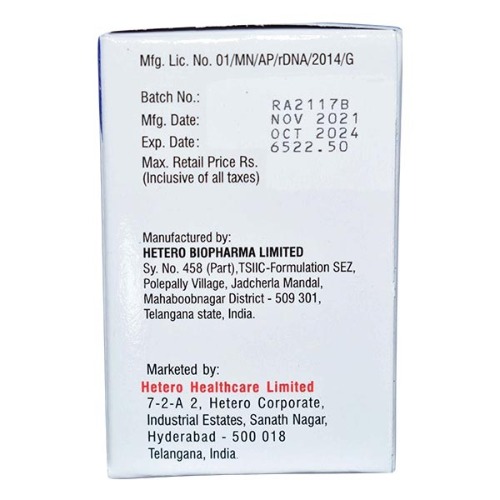 Mfg. Lic. No. 01/MN/AP/rDNA/2014/G
Batch No.: RA2117B
Mfg. Date: NOV 2021
Exp. Date: OCT 2024
Max. Retail Price Rs. 6522.50
(Inclusive of all taxes)
Manufactured by:
HETERO BIOPHARMA LIMITED
Sy. No. 458 (Part),TSIIC-Formulation SEZ,
Polepally Village, Jadcherla Mandal,
Mahaboobnagar District - 509 301,
Telangana state, India.
Marketed by:
Hetero Healthcare Limited
7-2-A 2, Hetero Corporate,
Industrial Estates, Sanath Nagar,
Hyderabad - 500 018
Telangana, India.